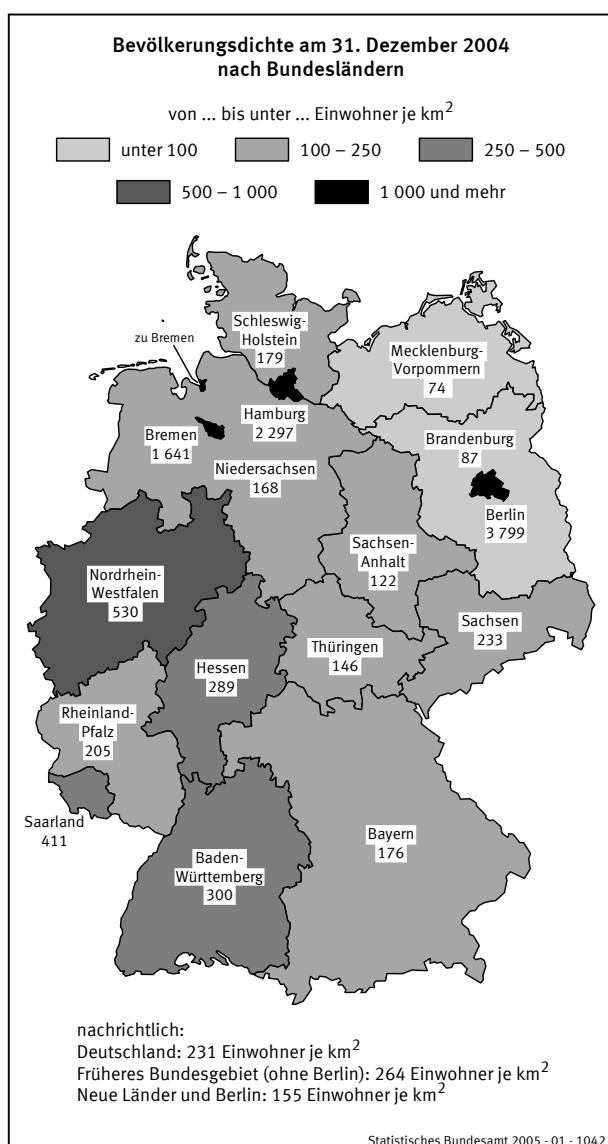 Bevölkerungsdichte am 31. Dezember 2004
nach Bundesländern
von ... bis unter ... Einwohner je km²
unter 100
100 – 250
250 – 500
500 – 1 000
1 000 und mehr
Schleswig-
Holstein
179
zu Bremen
Mecklenburg-
Vorpommern
74
Hamburg
2 297
Bremen
1 641
Brandenburg
87
Niedersachsen
168
Berlin
3 799
Sachsen-
Anhalt
122
Nordrhein-
Westfalen
530
Sachsen
233
Thüringen
146
Hessen
289
Rheinland-
Pfalz
205
Saarland
411
Bayern
176
Baden-
Württemberg
300
nachrichtlich:
Deutschland: 231 Einwohner je km²
Früheres Bundesgebiet (ohne Berlin): 264 Einwohner je km²
Neue Länder und Berlin: 155 Einwohner je km²
Statistisches Bundesamt 2005 - 01 - 1042